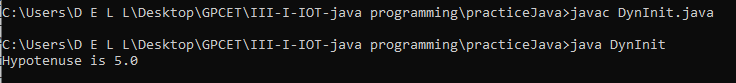 C:\Users\D E L L\Desktop\GPCET\III-I-IOT-java programming\practiceJava>javac DynInit.java
C:\Users\D E L L\Desktop\GPCET\III-I-IOT-java programming\practiceJava>java DynInit
Hypotenuse is 5.0